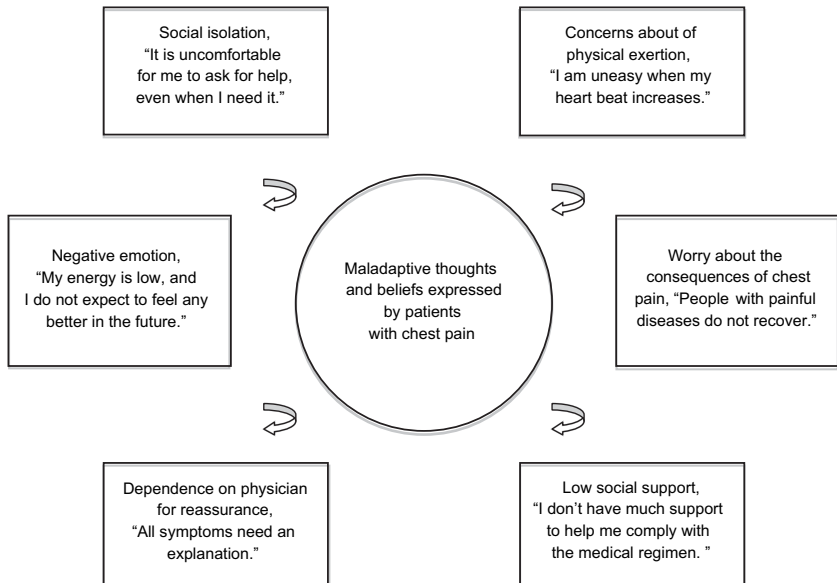 Social isolation,
“It is uncomfortable
for me to ask for help,
even when I need it.”
Concerns about of
physical exertion,
“I am uneasy when my
heart beat increases.”
Negative emotion,
“My energy is low, and
I do not expect to feel any
better in the future.”
Maladaptive thoughts
and beliefs expressed
by patients
with chest pain
Worry about the
consequences of chest
pain, “People with painful
diseases do not recover.”
Dependence on physician
for reassurance,
“All symptoms need an
explanation.”
Low social support,
“I don’t have much support
to help me comply with
the medical regimen. ”